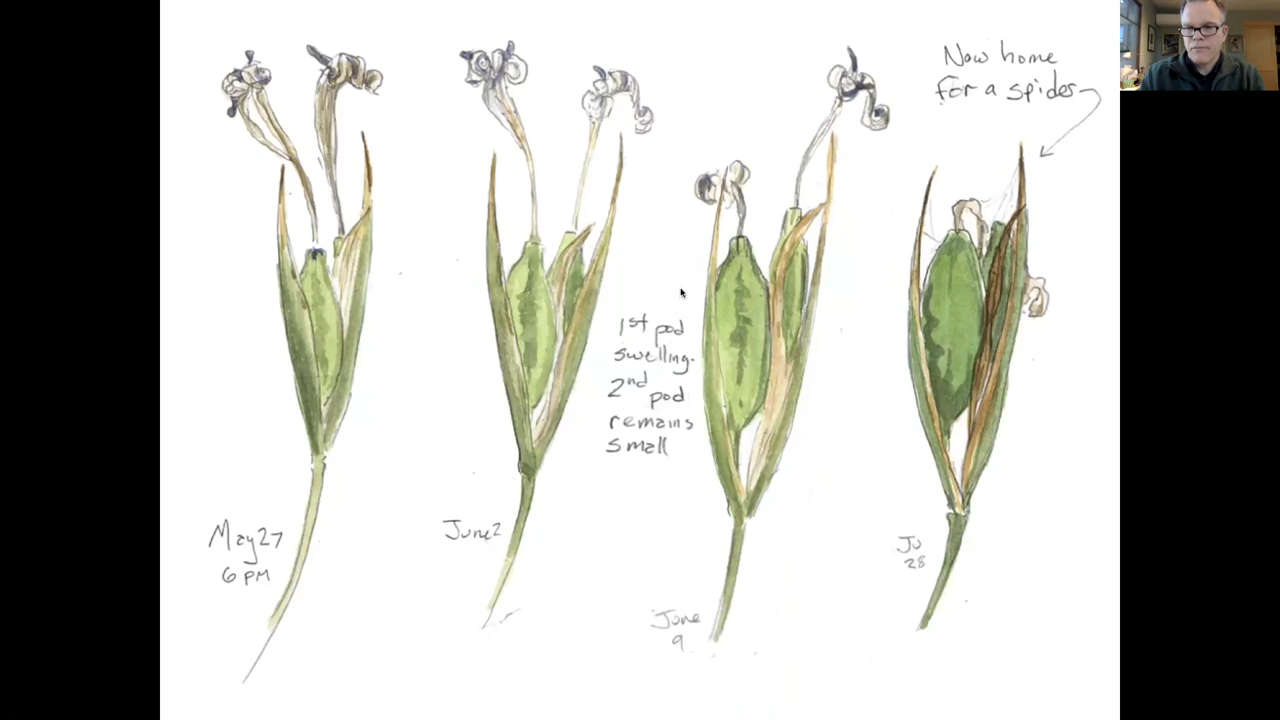 May 27
6 PM
June 2
1st pod
swelling.
2nd pod
remains
small
June
9
Now home
for a spider
Ju
28